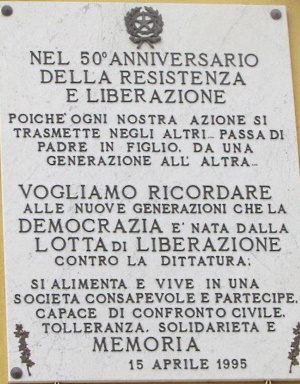 NEL 50° ANNIVERSARIO
DELLA RESISTENZA
E LIBERAZIONE
POICHE' OGNI NOSTRA AZIONE SI
TRASMETTE NEGLI ALTRI... PASSA DI
PADRE IN FIGLIO, DA UNA
GENERAZIONE ALL' ALTRA...
VOGLIAMO RICORDARE
ALLE NUOVE GENERAZIONI CHE LA
DEMOCRAZIA E' NATA DALLA
LOTTA DI LIBERAZIONE
CONTRO LA DITTATURA;
SI ALIMENTA E VIVE IN UNA
SOCIETA CONSAPEVOLE E PARTECIPE,
CAPACE DI CONFRONTO CIVILE,
TOLLERANZA, SOLIDARIETA E
MEMORIA
15 APRILE 1995